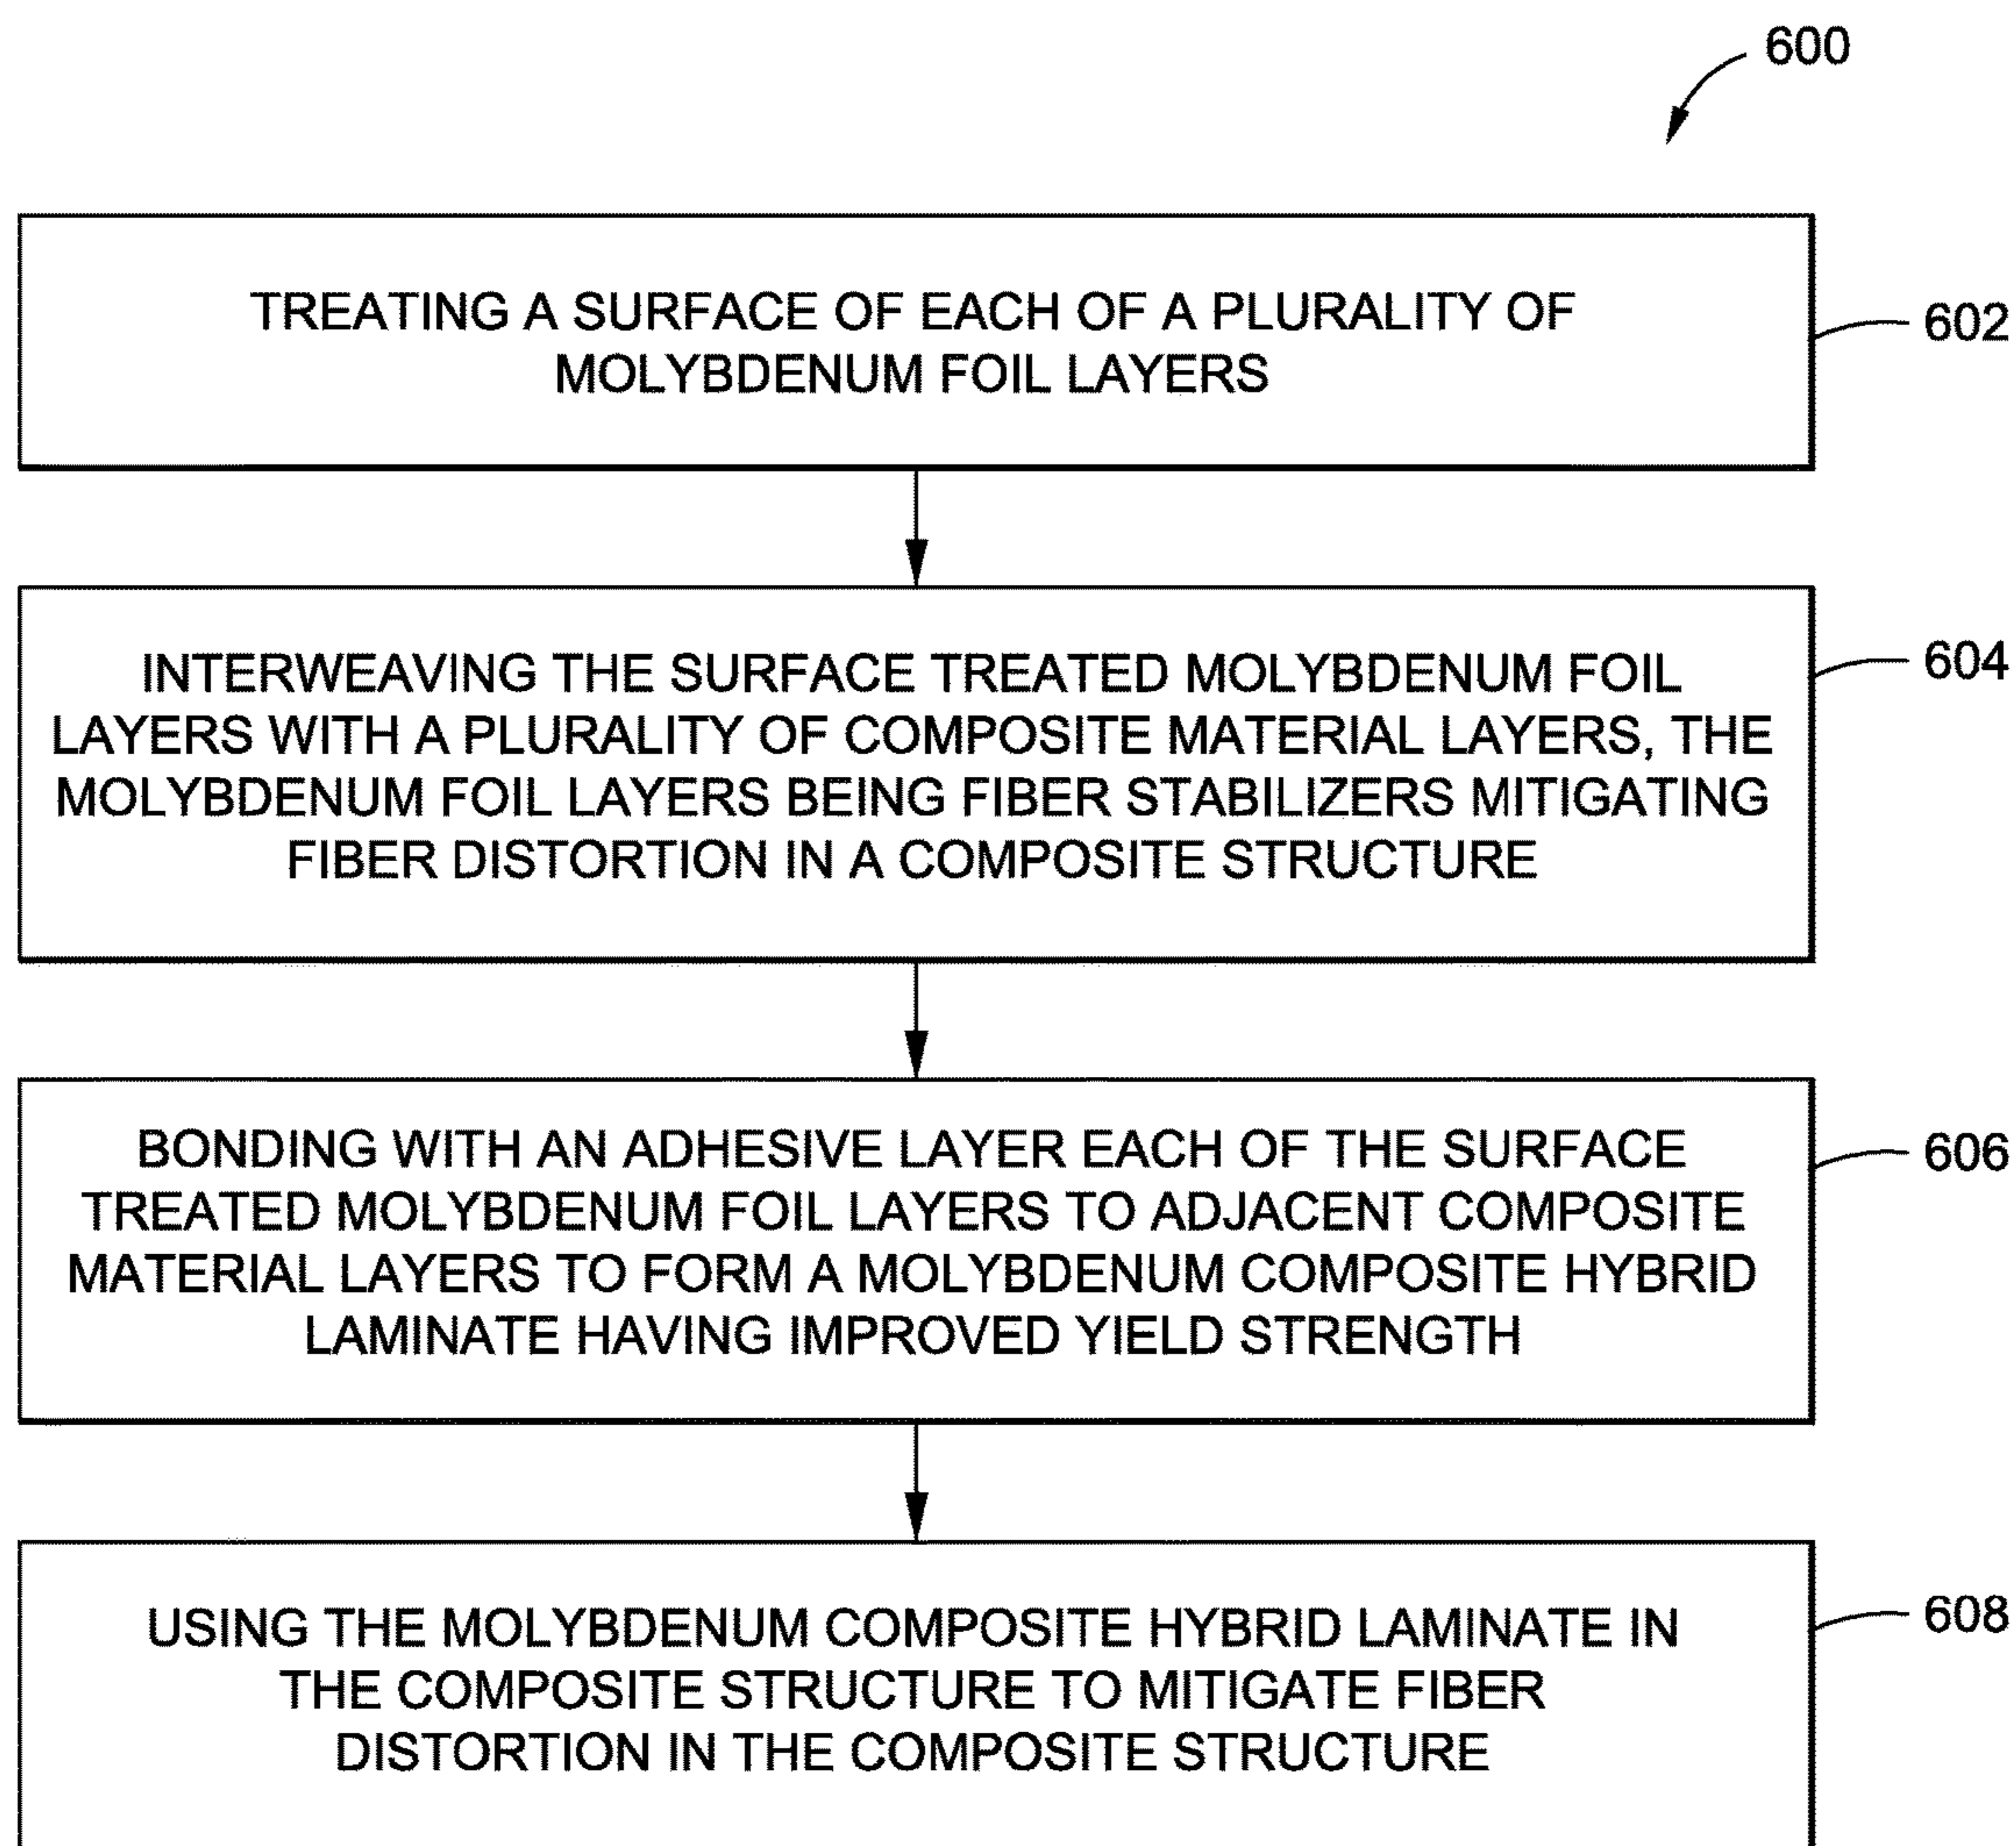 600
TREATING A SURFACE OF EACH OF A PLURALITY OF
MOLYBDENUM FOIL LAYERS
602
INTERWEAVING THE SURFACE TREATED MOLYBDENUM FOIL
LAYERS WITH A PLURALITY OF COMPOSITE MATERIAL LAYERS, THE
MOLYBDENUM FOIL LAYERS BEING FIBER STABILIZERS MITIGATING
FIBER DISTORTION IN A COMPOSITE STRUCTURE
604
BONDING WITH AN ADHESIVE LAYER EACH OF THE SURFACE
TREATED MOLYBDENUM FOIL LAYERS TO ADJACENT COMPOSITE
MATERIAL LAYERS TO FORM A MOLYBDENUM COMPOSITE HYBRID
LAMINATE HAVING IMPROVED YIELD STRENGTH
606
USING THE MOLYBDENUM COMPOSITE HYBRID LAMINATE IN
THE COMPOSITE STRUCTURE TO MITIGATE FIBER
DISTORTION IN THE COMPOSITE STRUCTURE
608